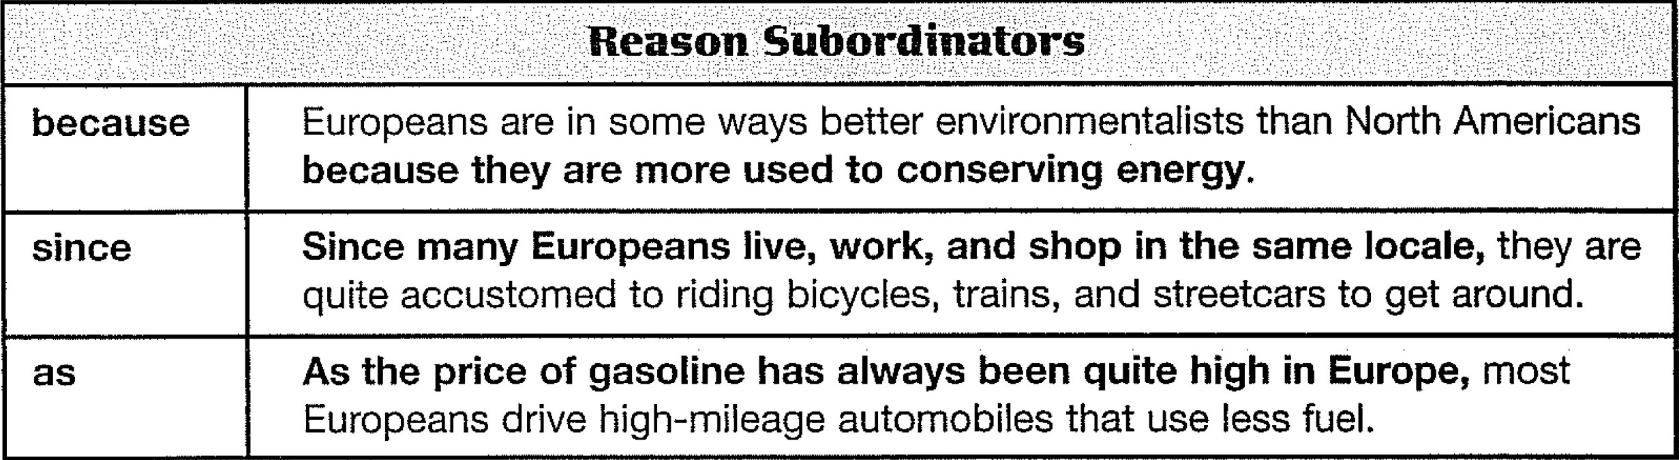 Reason Subordinators
because
Europeans are in some ways better environmentalists than North Americans
because they are more used to conserving energy.
since
Since many Europeans live, work, and shop in the same locale, they are
quite accustomed to riding bicycles, trains, and streetcars to get around.
as
As the price of gasoline has always been quite high in Europe, most
Europeans drive high-mileage automobiles that use less fuel.